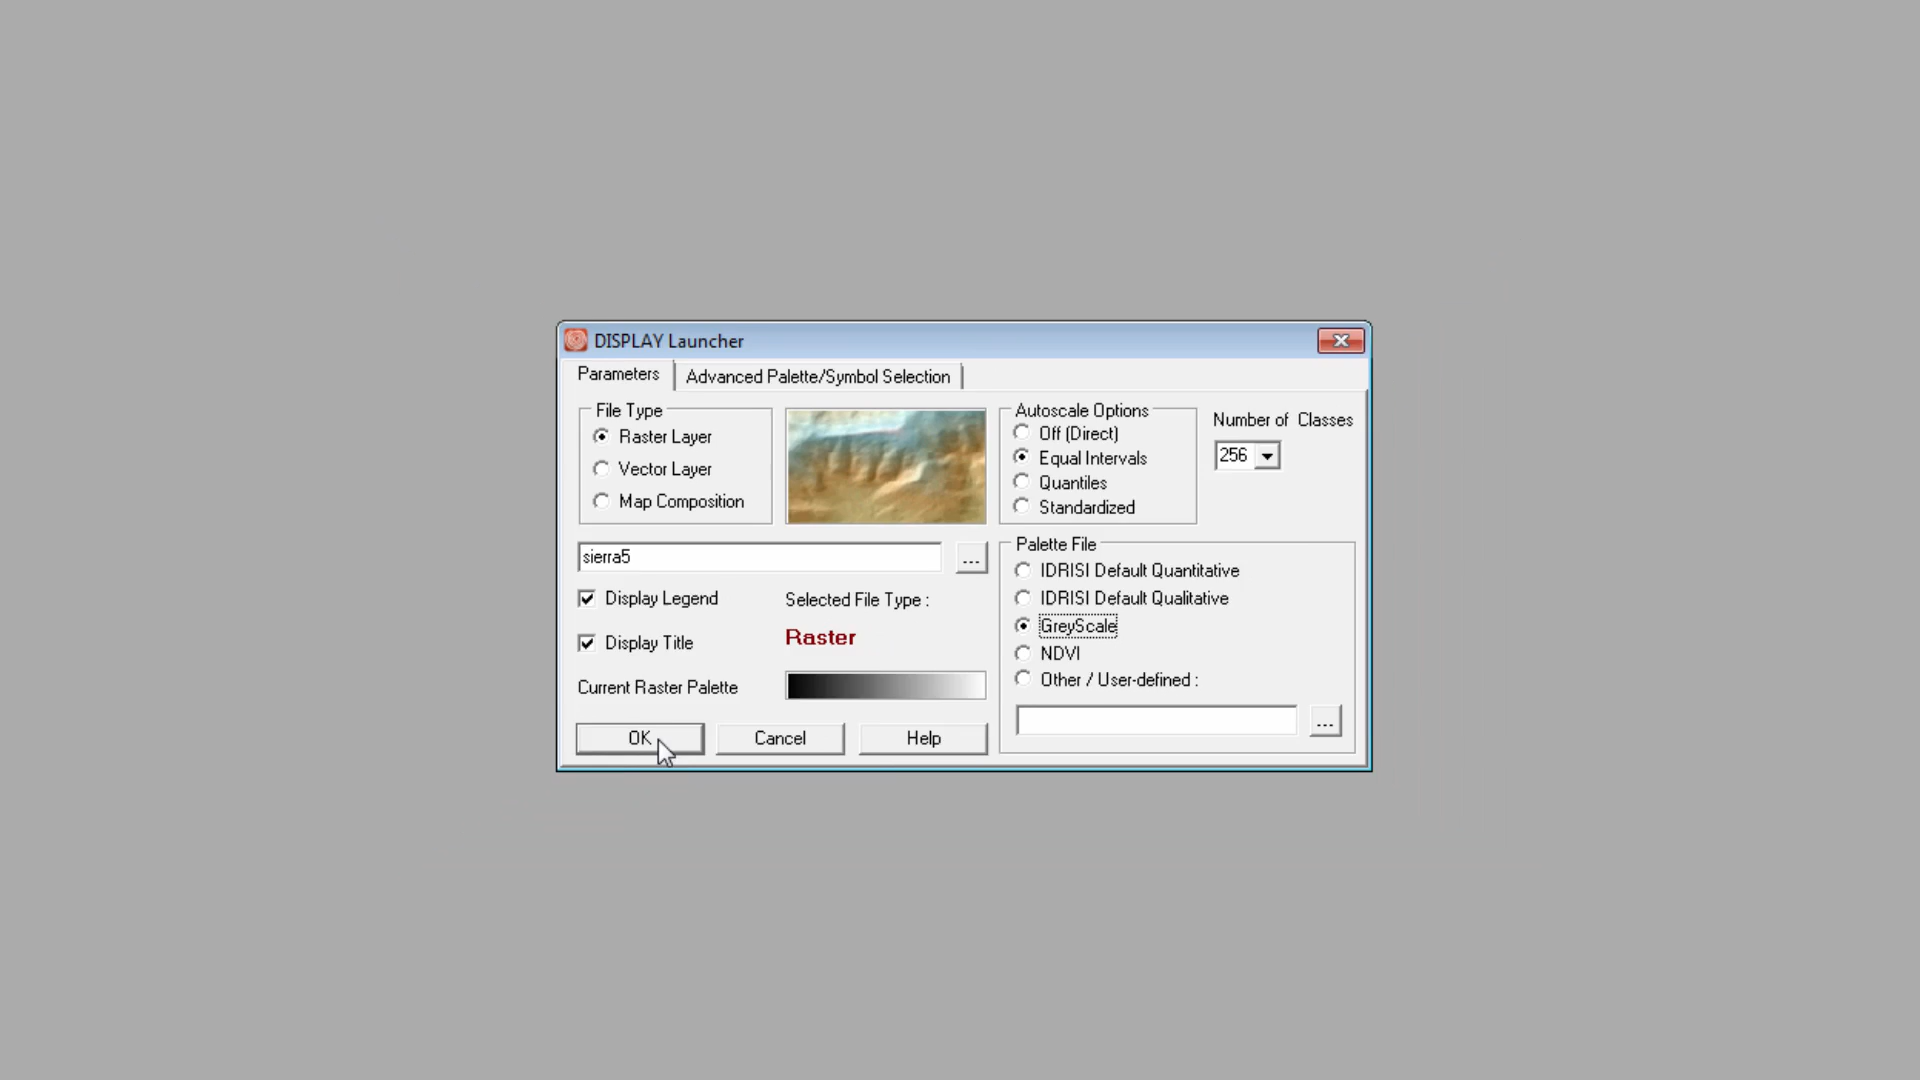 DISPLAY Launcher
Parameters
Advanced Palette/Symbol Selection
File Type
Raster Layer
Vector Layer
Map Composition
Autoscale Options
Off (Direct)
Equal Intervals
Quantiles
Standardized
Number of Classes
256
sierra5
...
Display Legend
Selected File Type :
Display Title
Raster
Current Raster Palette
Palette File
IDRISI Default Quantitative
IDRISI Default Qualitative
GreyScale
NDVI
Other / User-defined :
...
OK
Cancel
Help